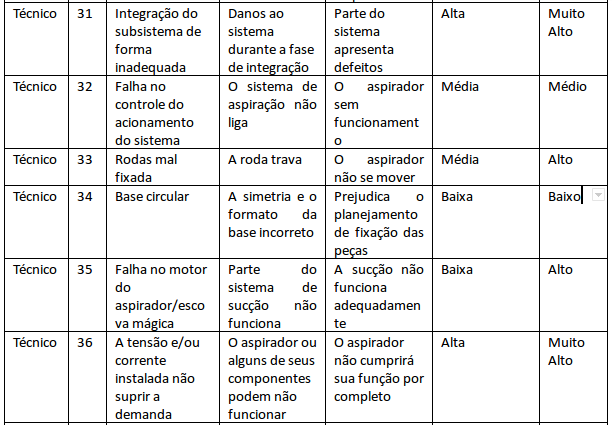 Técnico 31 Integração do Danos ao Parte do Alta Muito
subsistema de sistema sistema Alto
forma durante a fase apresenta
inadequada de integração defeitos
Técnico 32 Falha no O sistema de O aspirador Média Médio
controle do aspiração não sem
acionamento liga funcionament
do sistema o
Técnico 33 Rodas mal A roda trava O aspirador Média Alto
fixada não se mover
Técnico 34 Base circular A simetria e o Prejudica o Baixa Baixo
formato da planejamento
base incorreto de fixação das
peças
Técnico 35 Falha no motor Parte do A sucção não Baixa Alto
do sistema de funciona
aspirador/esco sucção não adequadamen
va mágica funciona te
Técnico 36 A tensão e/ou O aspirador ou O aspirador Alta Muito
corrente alguns de seus não cumprirá Alto
instalada não componentes sua função por
suprir a podem não completo
demanda funcionar